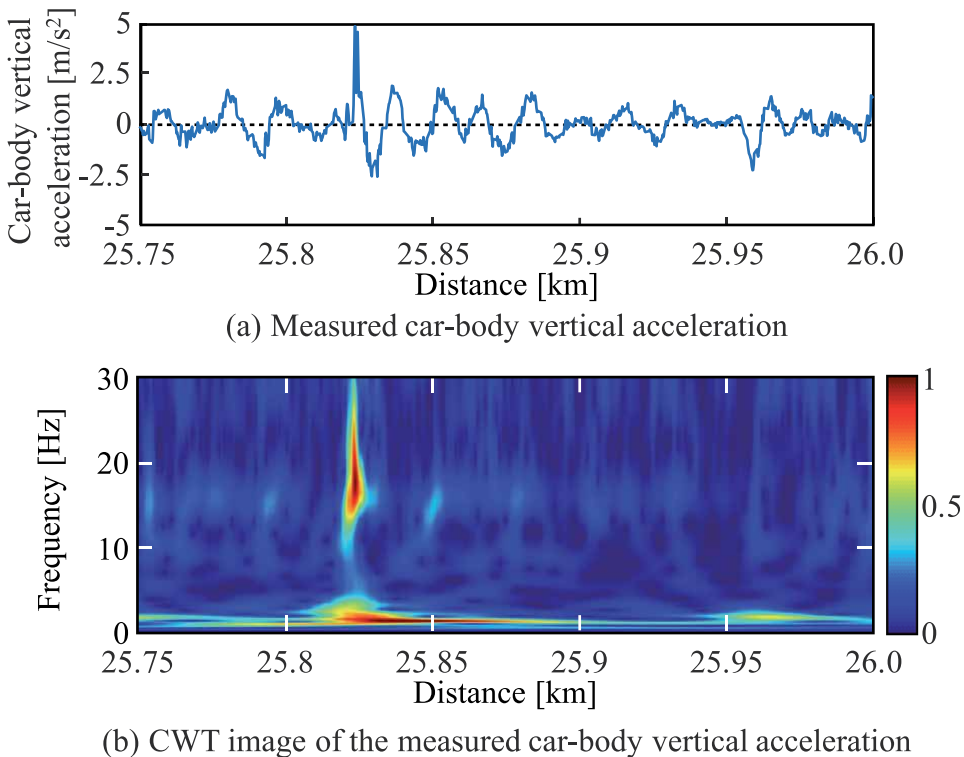 Car-body vertical
acceleration [m/s²]
5
2.5
0
-2.5
-5
25.75 25.8 25.85 25.9 25.95 26.0
Distance [km]
(a) Measured car-body vertical acceleration
Frequency [Hz]
30
20
10
0
1
0.5
0
25.75 25.8 25.85 25.9 25.95 26.0
Distance [km]
(b) CWT image of the measured car-body vertical acceleration